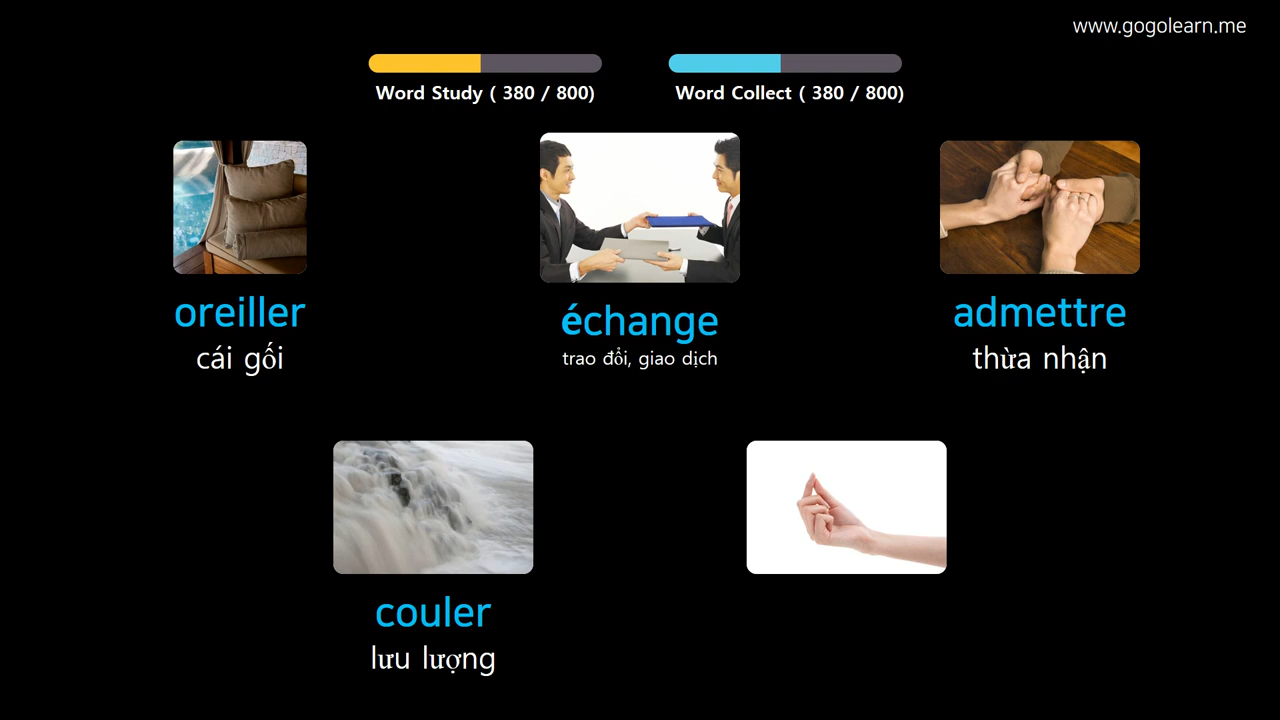 www.gogolearn.me
Word Study ( 380 / 800)
Word Collect ( 380 / 800)
oreiller
cái gối
échange
trao đổi, giao dịch
admettre
thừa nhận
couler
lưu lượng